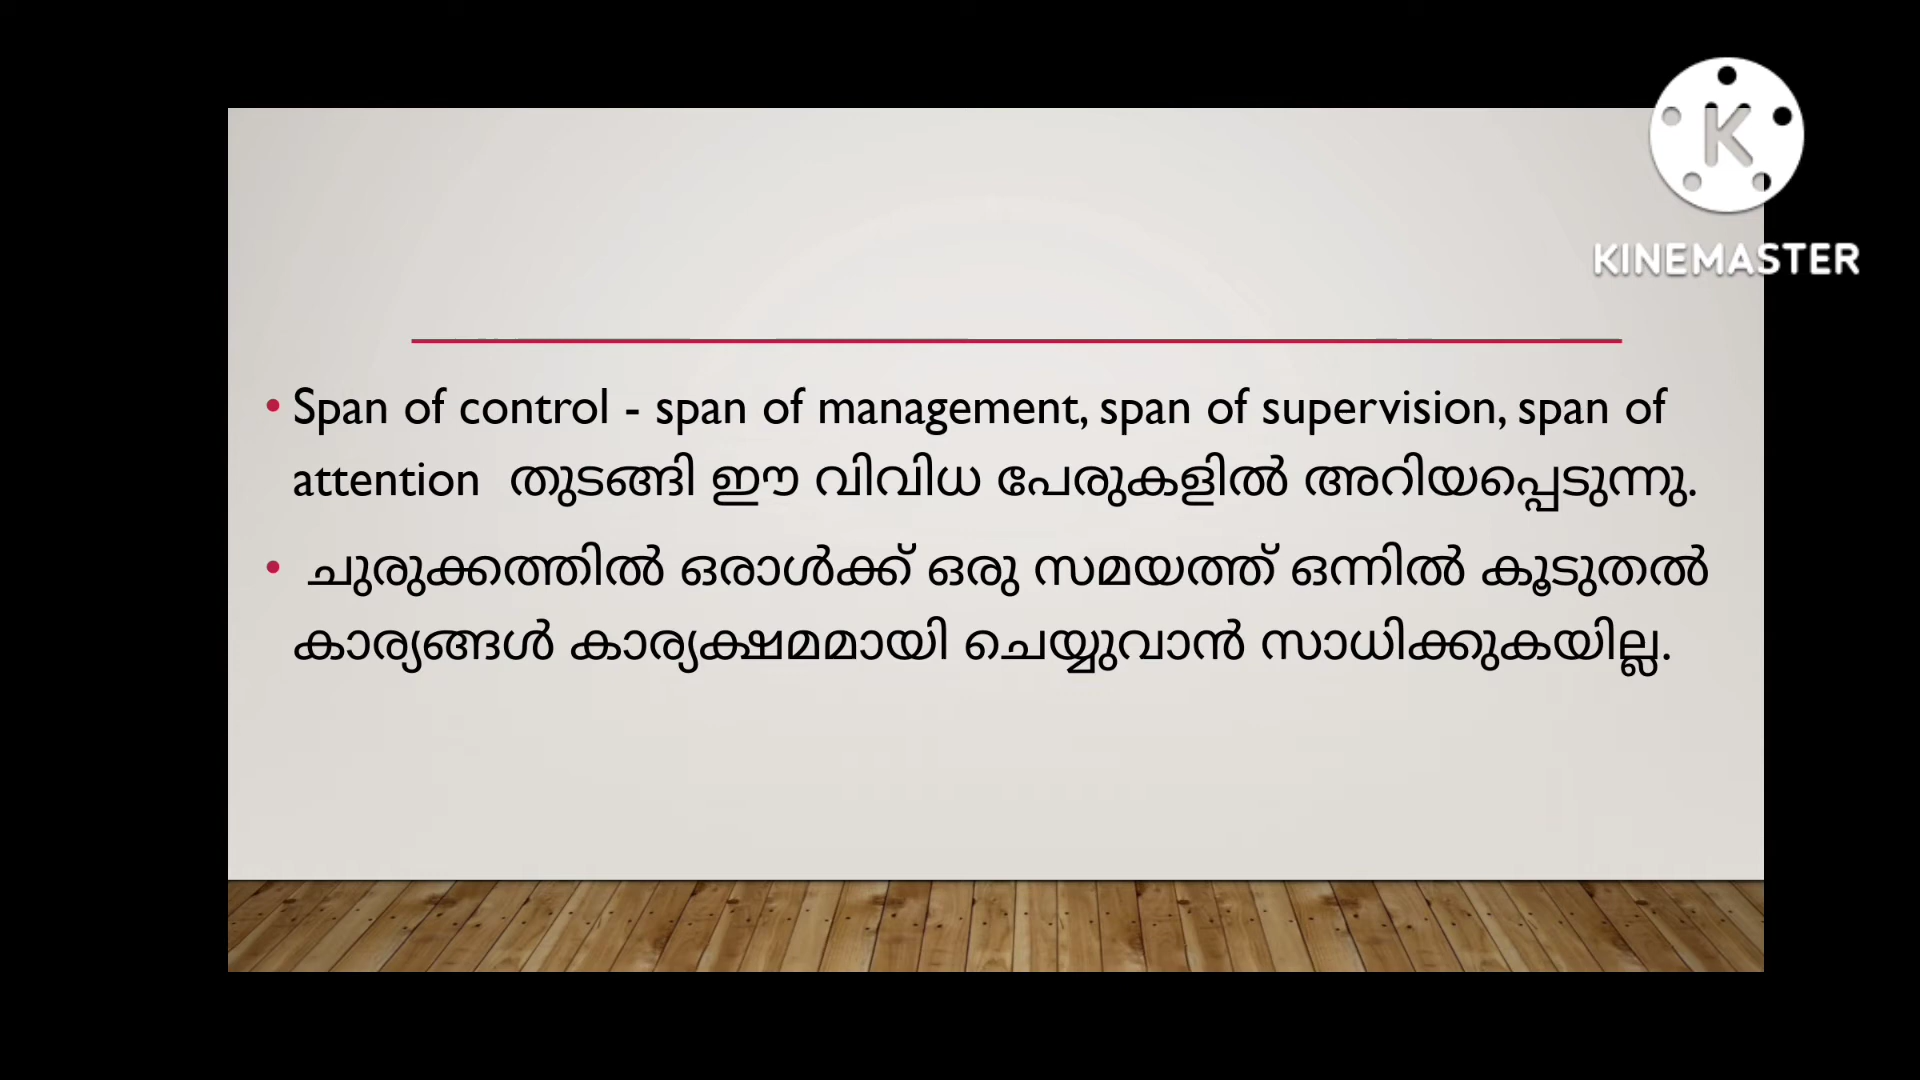 K
KINEMASTER
• Span of control - span of management, span of supervision, span of
attention തുടങ്ങി ഈ വിവിധ പേരുകളിൽ അറിയപ്പെടുന്നു.
• ചുരുക്കത്തിൽ ഒരാൾക്ക് ഒരു സമയത്ത് ഒന്നിൽ കൂടുതൽ
കാര്യങ്ങൾ കാര്യക്ഷമമായി ചെയ്യുവാൻ സാധിക്കുകയില്ല.